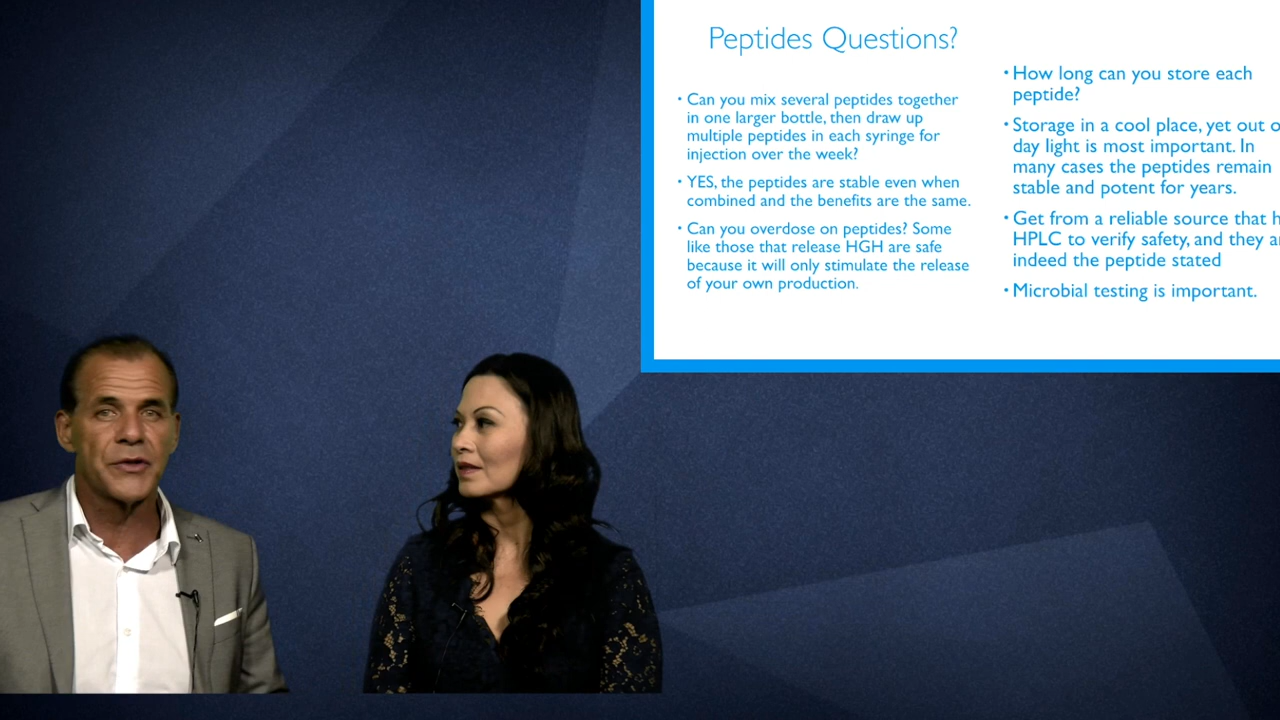 Peptides Questions?
• Can you mix several peptides together
in one larger bottle, then draw up
multiple peptides in each syringe for
injection over the week?
• YES, the peptides are stable even when
combined and the benefits are the same.
• Can you overdose on peptides? Some
like those that release HGH are safe
because it will only stimulate the release
of your own production.
• How long can you store each
peptide?
• Storage in a cool place, yet out
day light is most important. In
many cases the peptides remain
stable and potent for years.
• Get from a reliable source that
HPLC to verify safety, and they
indeed the peptide stated
• Microbial testing is important.